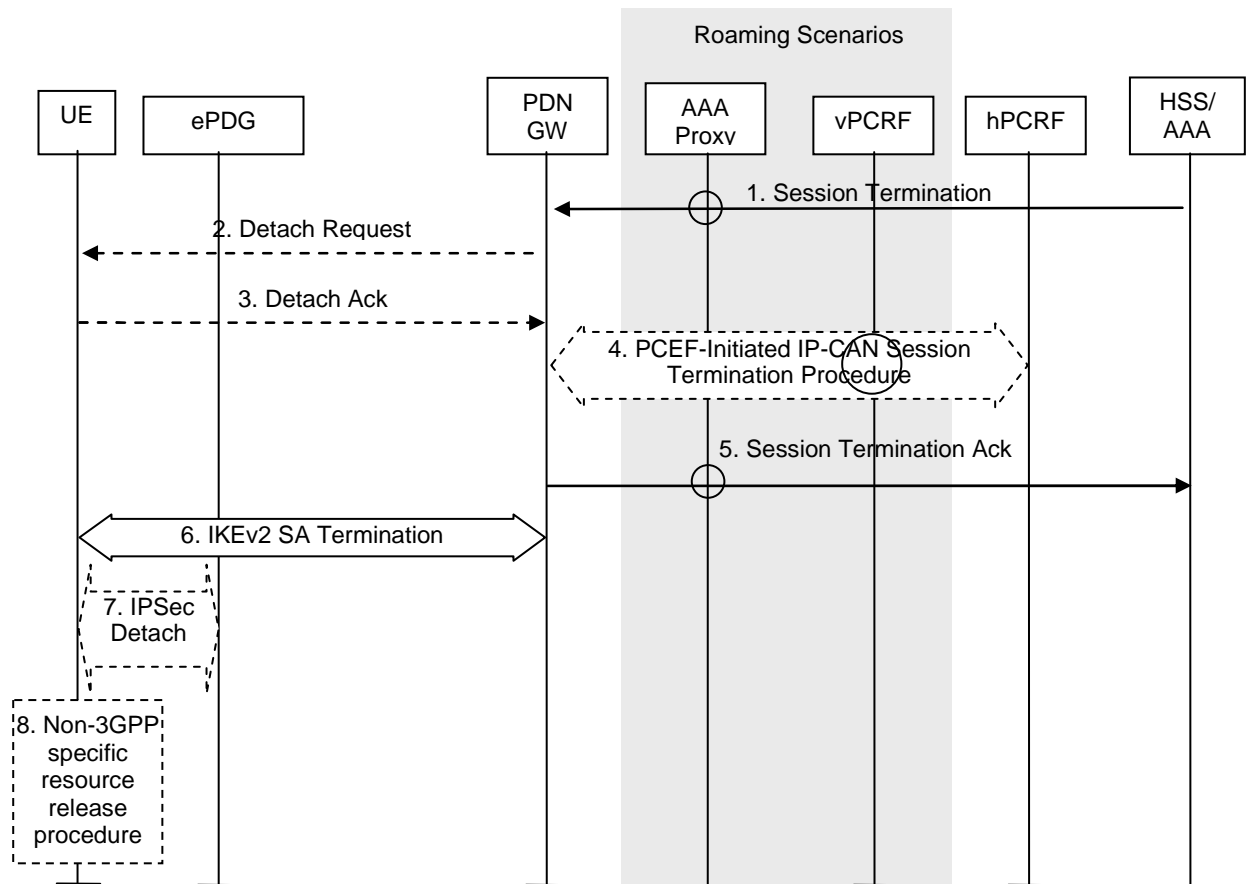 Roaming Scenarios
UE
ePDG
PDN
GW
AAA
Proxy
vPCRF
hPCRF
HSS/
AAA
1. Session Termination
2. Detach Request
3. Detach Ack
4. PCEF-Initiated IP-CAN Session
Termination Procedure
5. Session Termination Ack
6. IKEv2 SA Termination
7. IPSec
Detach
8. Non-3GPP
specific
resource
release
procedure